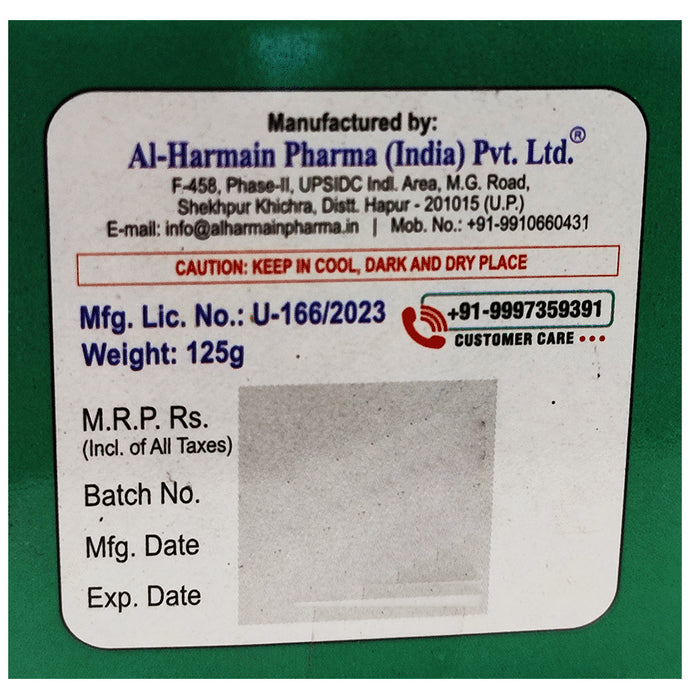 Manufactured by:
Al-Harmain Pharma (India) Pvt. Ltd.®
F-458, Phase-II, UPSIDC Indl. Area, M.G. Road,
Shekhpur Khichra, Distt. Hapur - 201015 (U.P.)
E-mail: info@alharmainpharma.in | Mob. No.: +91-9910660431
CAUTION: KEEP IN COOL, DARK AND DRY PLACE
Mfg. Lic. No.: U-166/2023
Weight: 125g
+91-9997359391
CUSTOMER CARE
M.R.P. Rs.
(Incl. of All Taxes)
Batch No.
Mfg. Date
Exp. Date